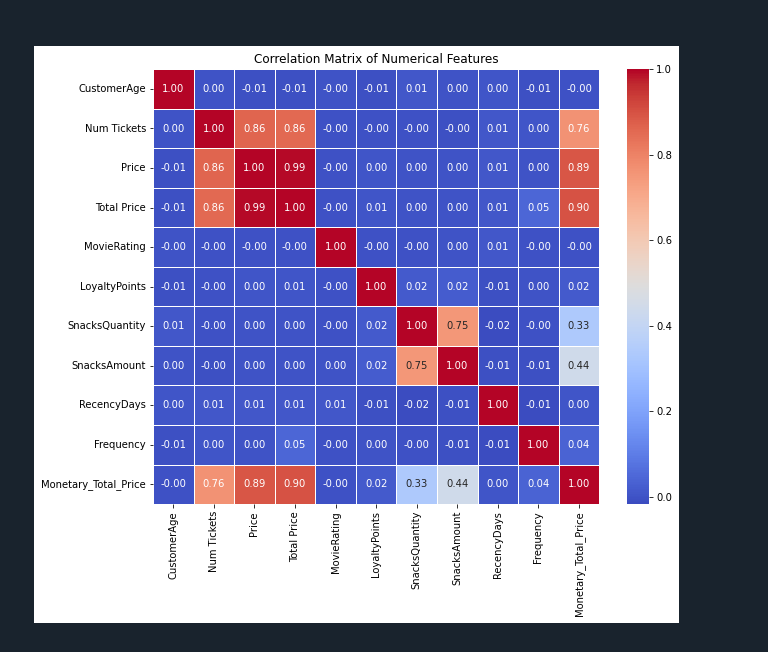 Correlation Matrix of Numerical Features
CustomerAge 1.00 0.00 -0.01 -0.01 -0.00 -0.01 0.01 0.00 0.00 -0.01 -0.00
Num Tickets 0.00 1.00 0.86 0.86 -0.00 -0.00 -0.00 -0.00 0.01 0.00 0.76
Price -0.01 0.86 1.00 0.99 -0.00 0.00 0.00 0.00 0.01 0.00 0.89
Total Price -0.01 0.86 0.99 1.00 -0.00 0.01 0.00 0.00 0.01 0.05 0.90
MovieRating -0.00 -0.00 -0.00 -0.00 1.00 -0.00 -0.00 0.00 0.01 -0.00 -0.00
LoyaltyPoints -0.01 -0.00 0.00 0.01 -0.00 1.00 0.02 0.02 -0.01 0.00 0.02
SnacksQuantity 0.01 -0.00 0.00 0.00 -0.00 0.02 1.00 0.75 -0.02 -0.00 0.33
SnacksAmount 0.00 -0.00 0.00 0.00 0.00 0.02 0.75 1.00 -0.01 -0.01 0.44
RecencyDays 0.00 0.01 0.01 0.01 0.01 -0.01 -0.02 -0.01 1.00 -0.01 0.00
Frequency -0.01 0.00 0.00 0.05 -0.00 0.00 -0.00 -0.01 -0.01 1.00 0.04
Monetary_Total_Price -0.00 0.76 0.89 0.90 -0.00 0.02 0.33 0.44 0.00 0.04 1.00
CustomerAge
Num Tickets
Price
Total Price
MovieRating
LoyaltyPoints
SnacksQuantity
SnacksAmount
RecencyDays
Frequency
Monetary_Total_Price
1.0
0.8
0.6
0.4
0.2
0.0